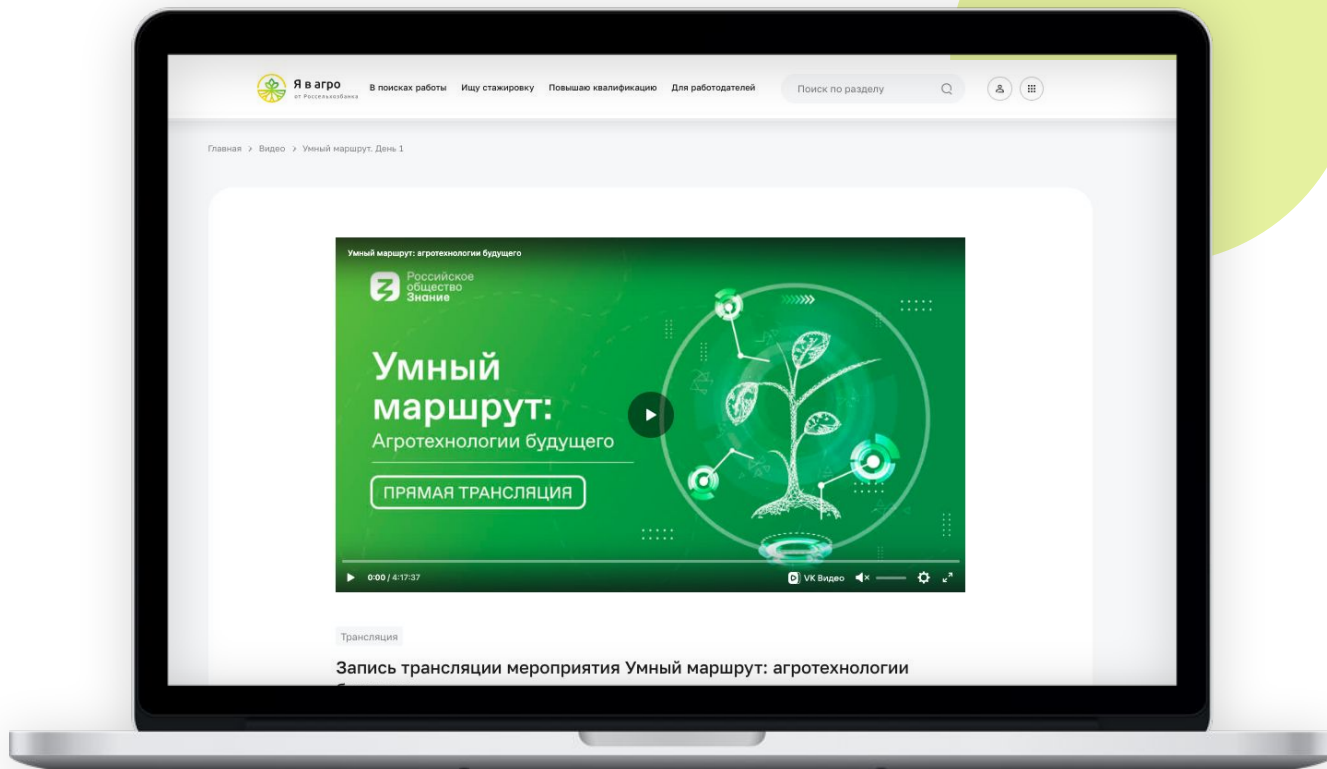 Я в агро
от Россельхозбанка
В поисках работы Ищу стажировку Повышаю квалификацию Для работодателей Поиск по разделу
Главная > Видео > Умный маршрут. День 1
Умный маршрут: агротехнологии будущего
Российское
общество
Знание
Умный
маршрут:
Агротехнологии будущего
ПРЯМАЯ ТРАНСЛЯЦИЯ
0:00 / 4:17:37 VK Видео
Трансляция
Запись трансляции мероприятия Умный маршрут: агротехнологии